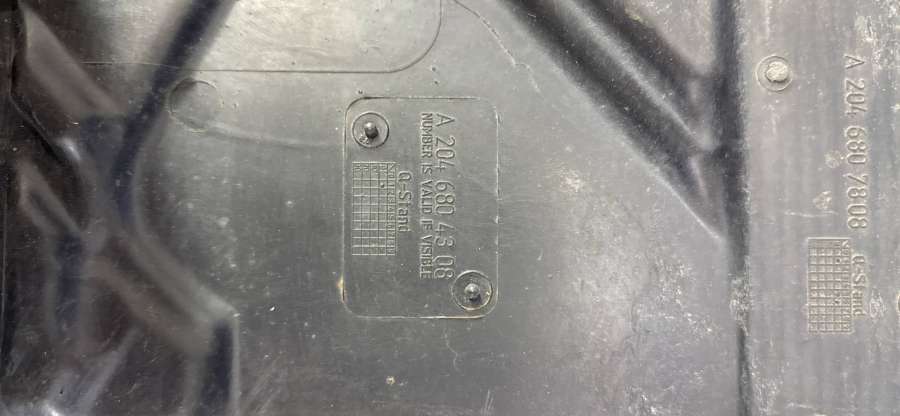 A 204 680 43 08
NUMBER IS VALID IF VISIBLE
Q-Stand
A 204 680 78 08
Q-Stand